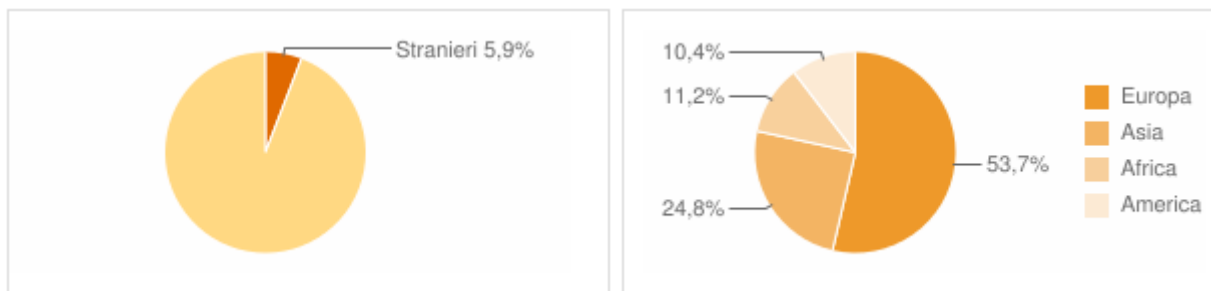 Stranieri 5,9%
10,4%
11,2%
24,8%
53,7%
Europa
Asia
Africa
America